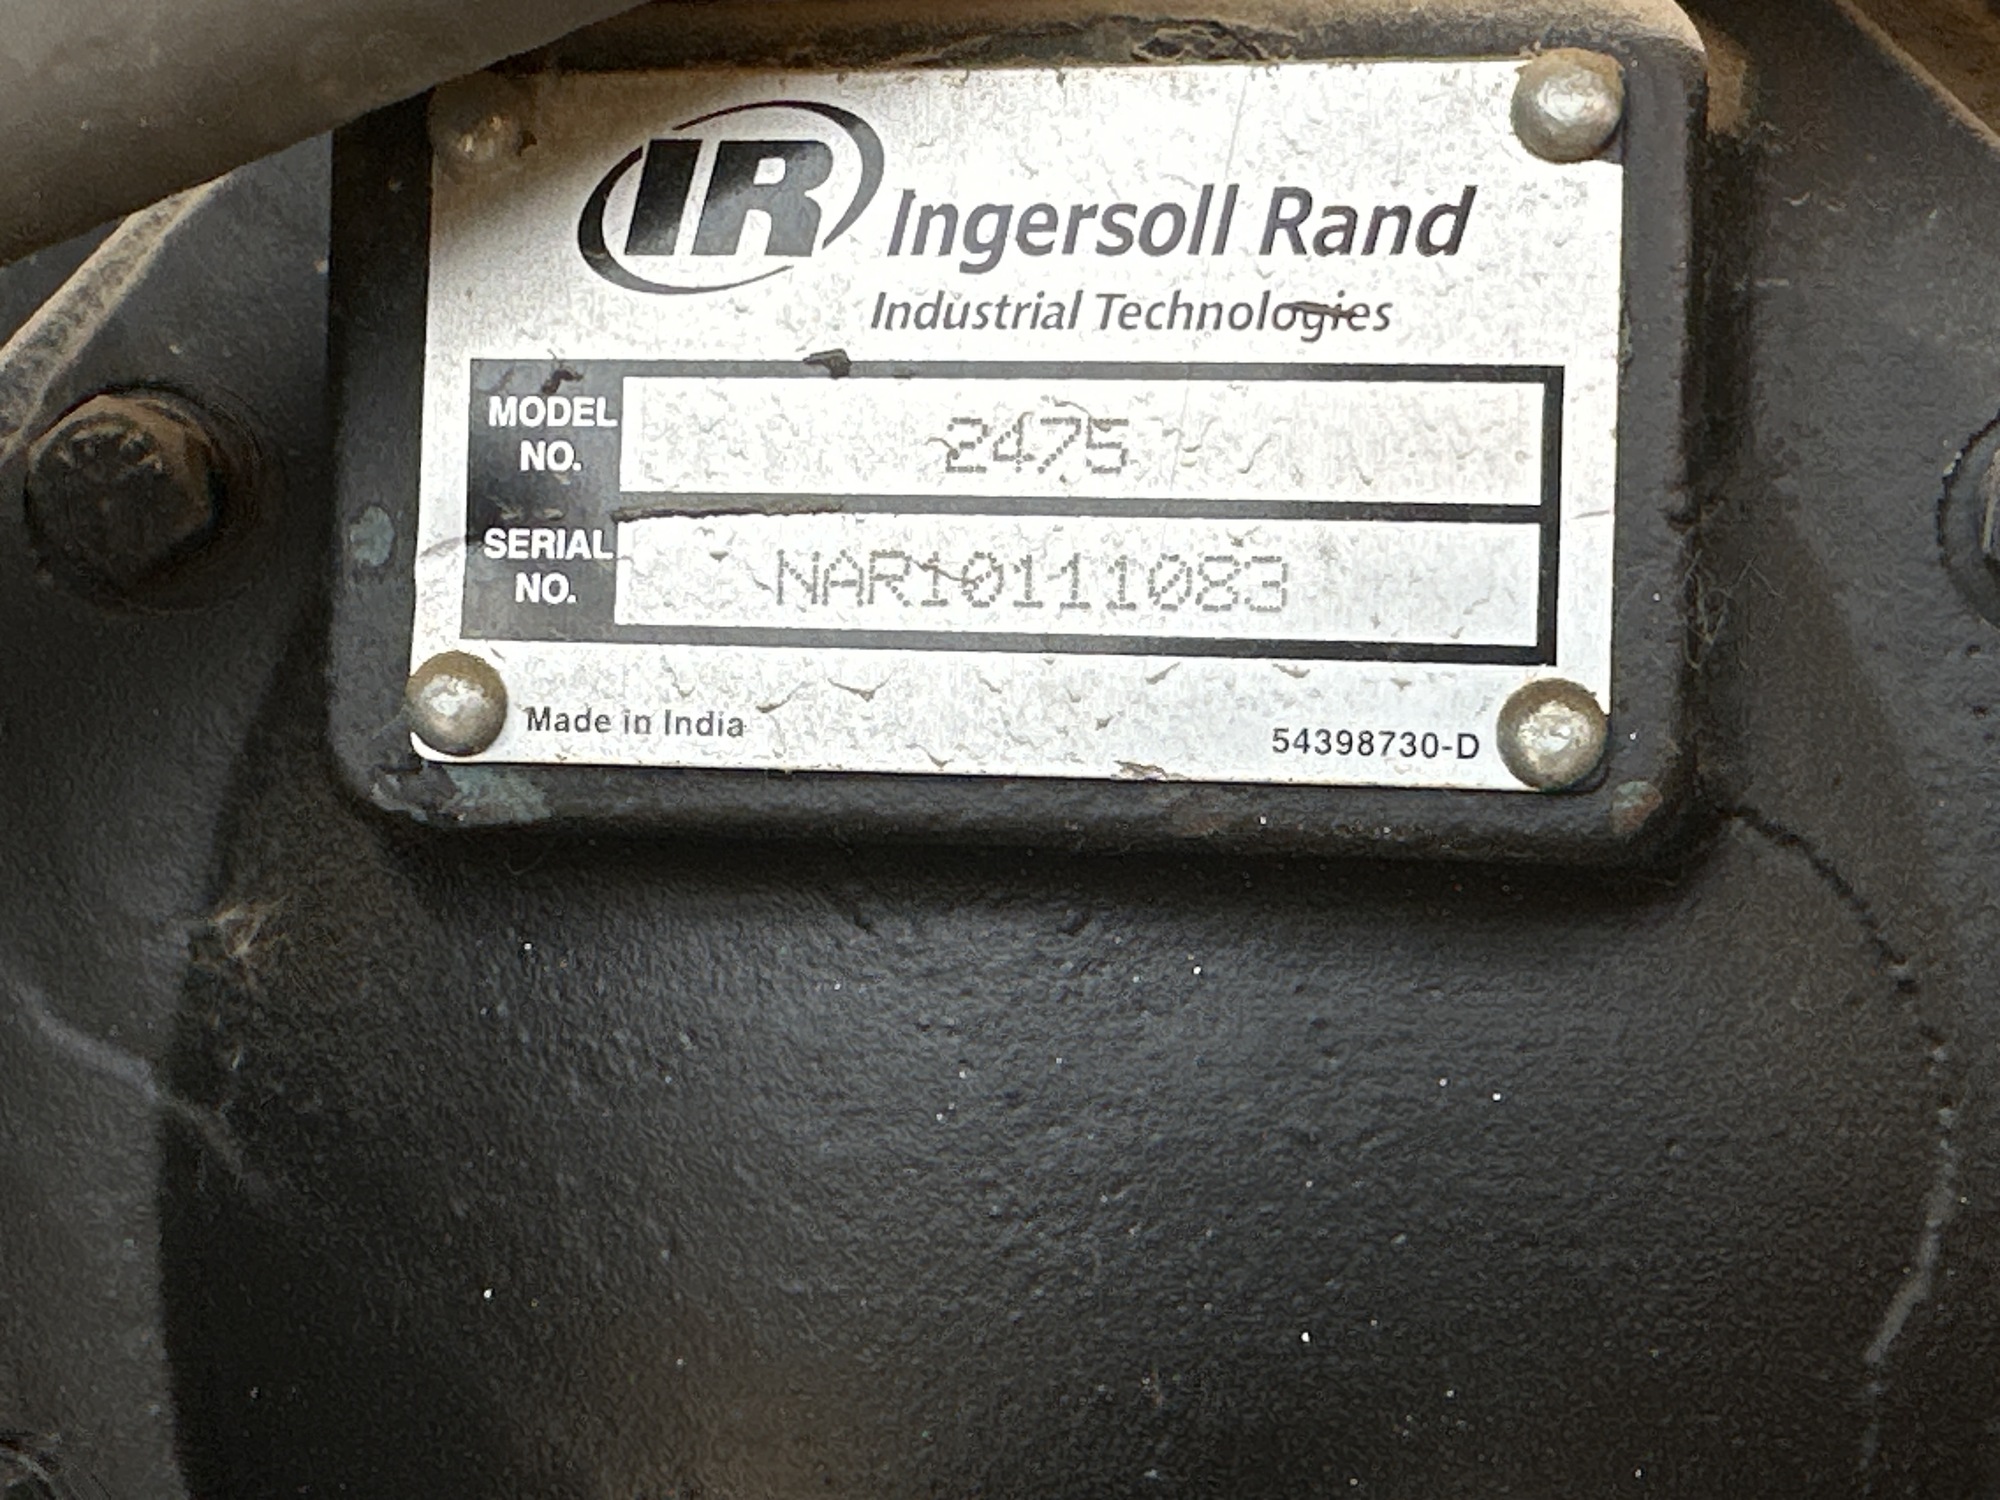 IR Ingersoll Rand
Industrial Technologies
MODEL NO. 2475
SERIAL NO. NAR10111083
Made in India 54398730-D